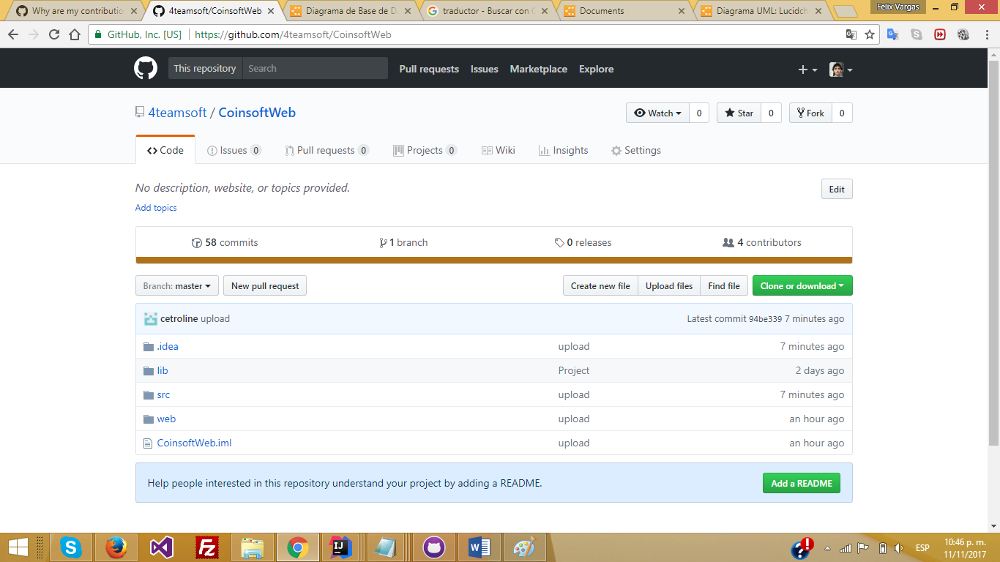 Why are my contributio
4teamsoft/CoinsoftWeb
Diagrama de Base de D
traductor - Buscar con G
Documents
Diagrama UML: Lucidch
Felix Vargas
GitHub, Inc. [US]
https://github.com/4teamsoft/CoinsoftWeb
This repository
Search
Pull requests
Issues
Marketplace
Explore
4teamsoft / CoinsoftWeb
Watch 0
Star 0
Fork 0
Code
Issues 0
Pull requests 0
Projects 0
Wiki
Insights
Settings
No description, website, or topics provided.
Edit
Add topics
58 commits
1 branch
0 releases
4 contributors
Branch: master
New pull request
Create new file
Upload files
Find file
Clone or download
cetroline upload
Latest commit 94be339 7 minutes ago
.idea
upload
7 minutes ago
lib
Project
2 days ago
src
upload
7 minutes ago
web
upload
an hour ago
CoinsoftWeb.iml
upload
an hour ago
Help people interested in this repository understand your project by adding a README.
Add a README
ESP
10:46 p. m.
11/11/2017